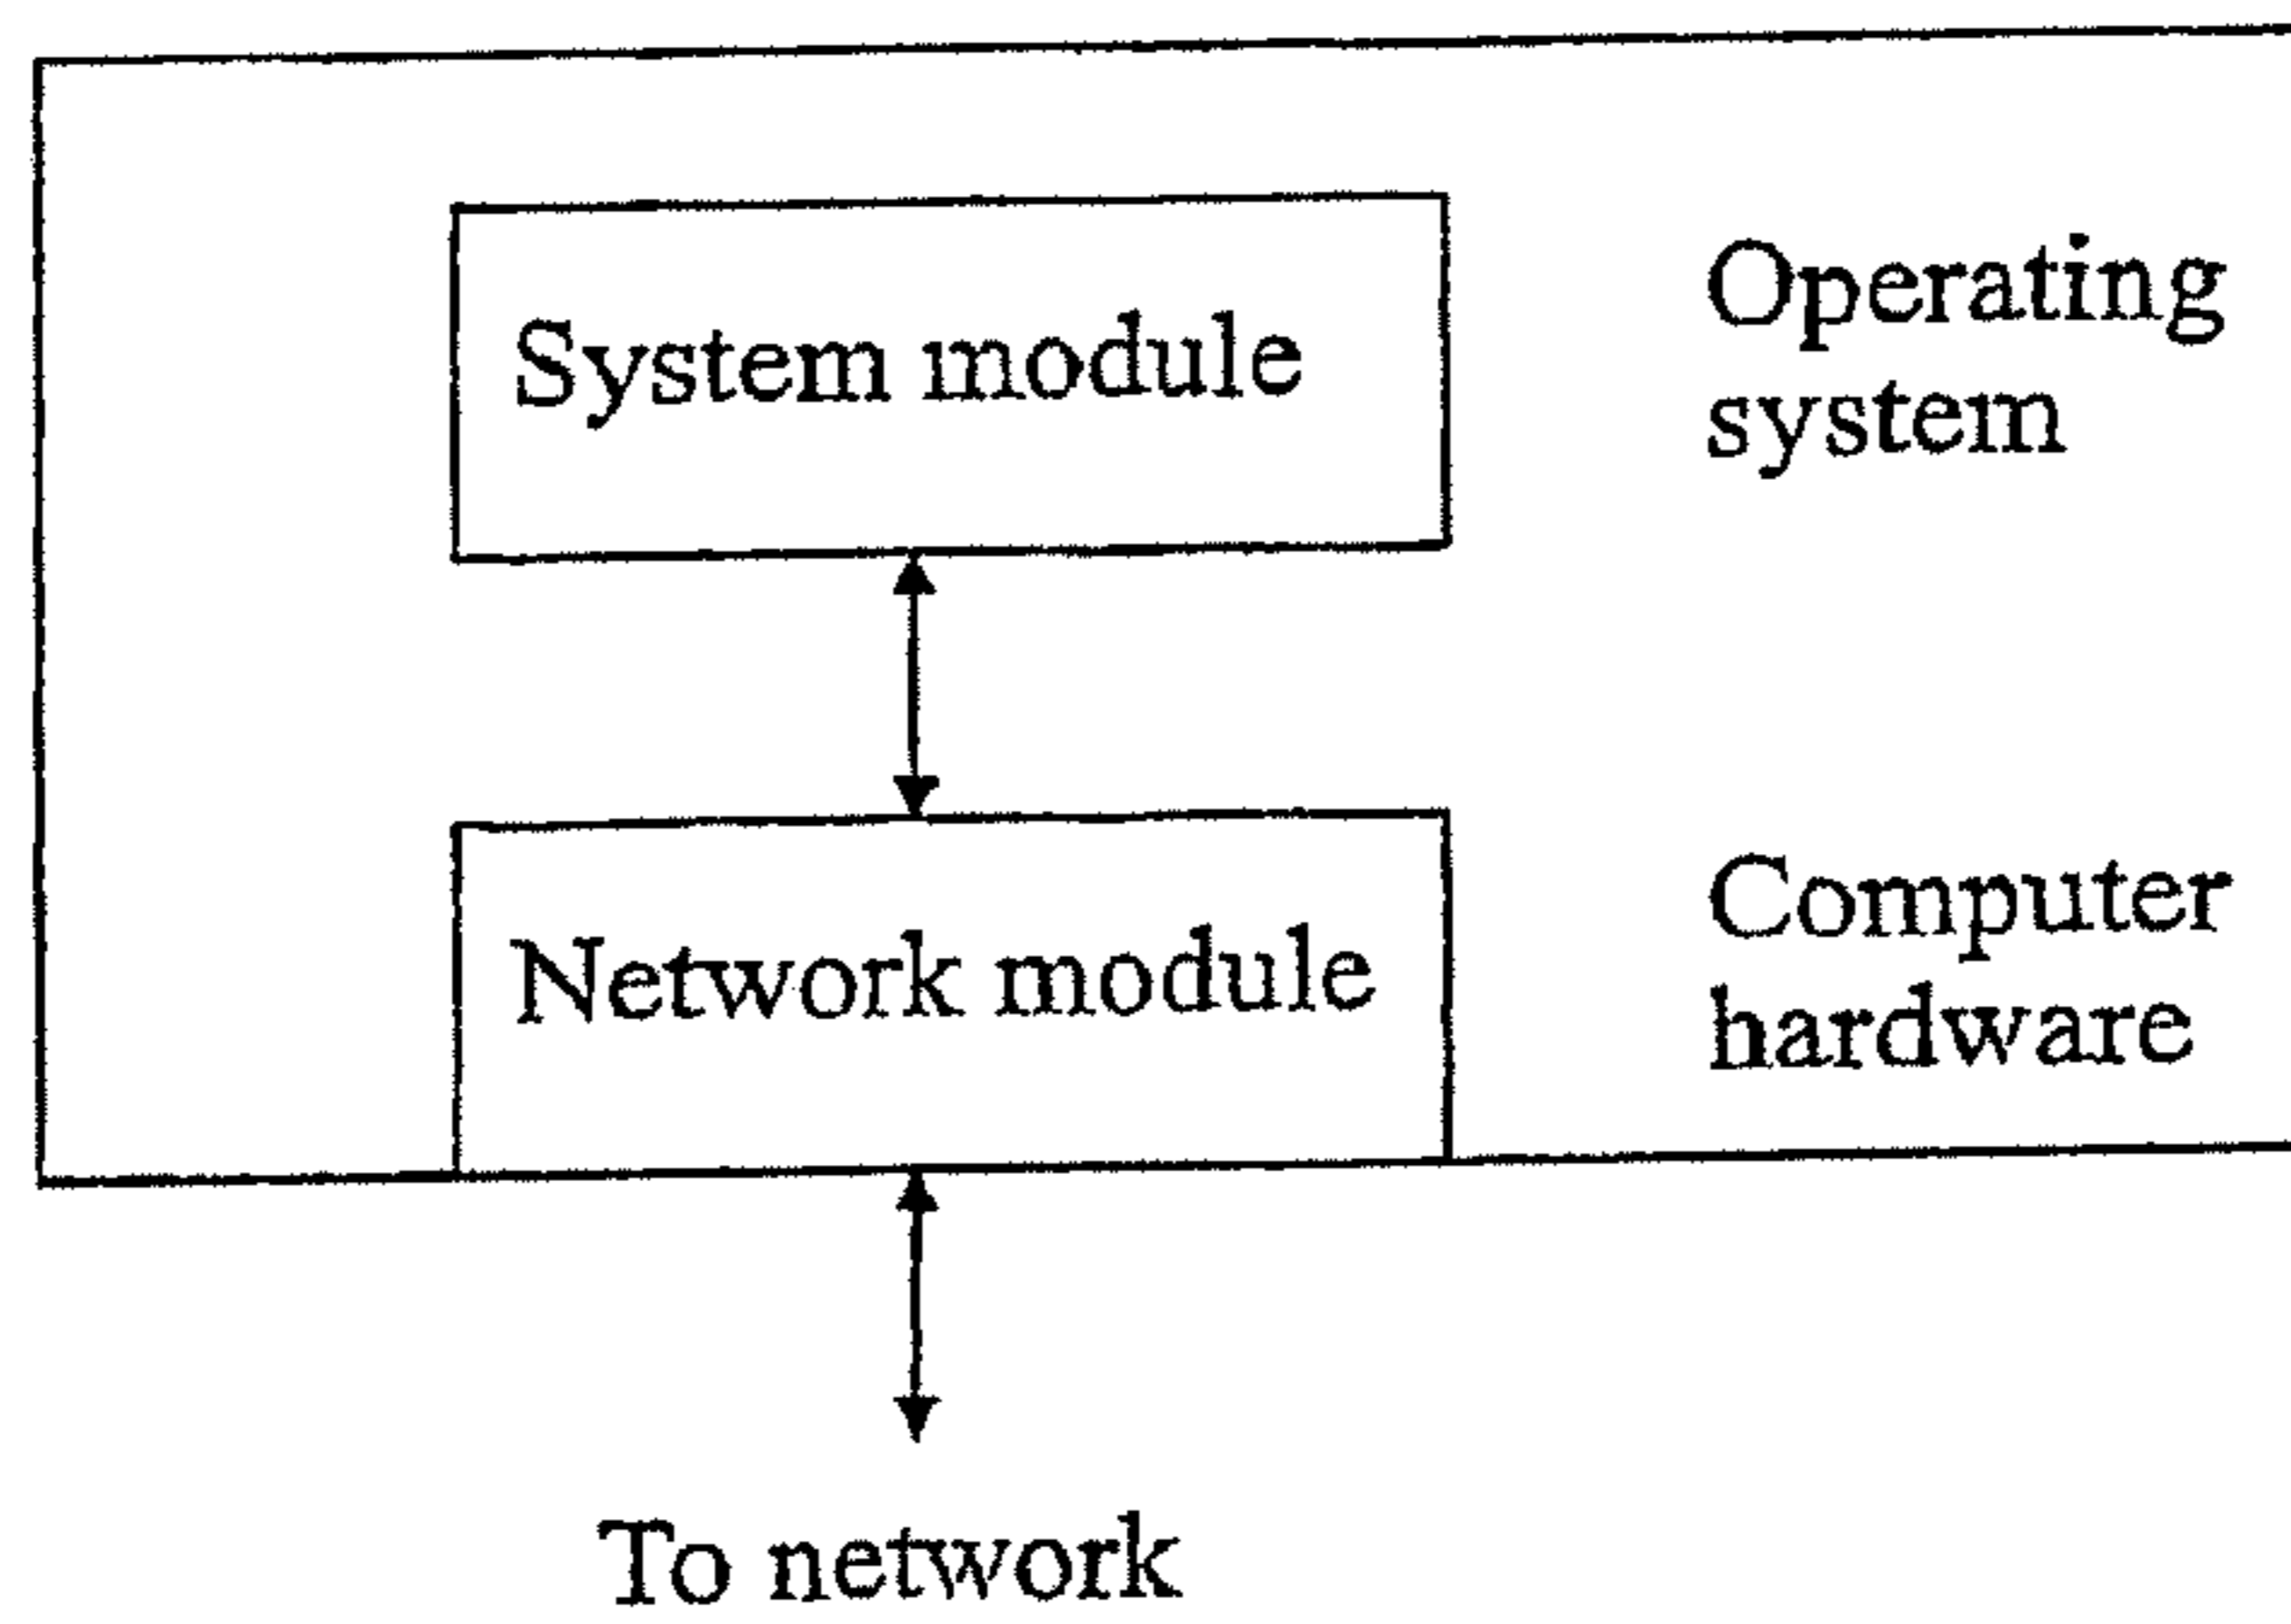 System module
Operating
system
Network module
Computer
hardware
To network